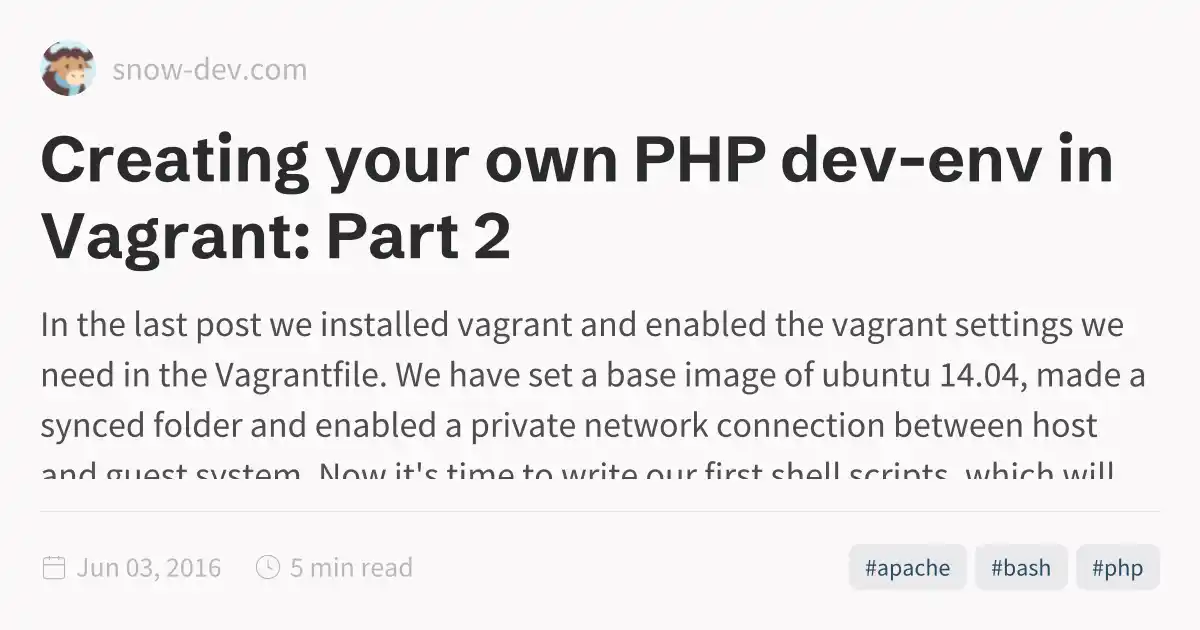 snow-dev.com
Creating your own PHP dev-env in
Vagrant: Part 2
In the last post we installed vagrant and enabled the vagrant settings we
need in the Vagrantfile. We have set a base image of ubuntu 14.04, made a
synced folder and enabled a private network connection between host
and guest system. Now it's time to write our first shell scripts, which will
Jun 03, 2016
5 min read
#apache
#bash
#php